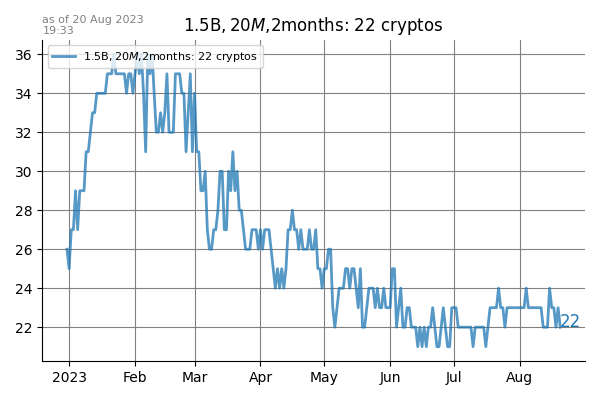 as of 20 Aug 2023
19:33
1.5B, 20M,2months: 22 cryptos
1.5B, 20M,2months: 22 cryptos
36
34
32
30
28
26
24
22
22
2023 Feb Mar Apr May Jun Jul Aug